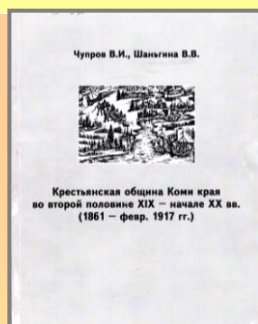 Чупров В.И., Шаньгина В.В.
Крестьянская община Коми края
во второй половине XIX – начале XX вв.
(1861 – февр. 1917 гг.)